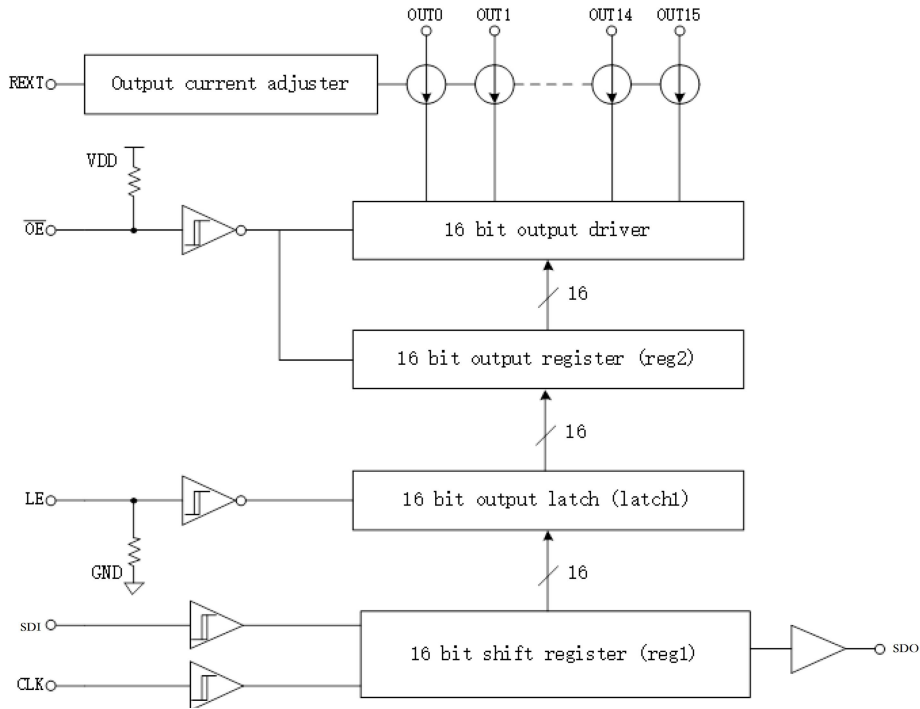 OUT0 OUT1 OUT14 OUT15
REXT Output current adjuster
VDD
OE 16 bit output driver
16
16 bit output register (reg2)
16
LE 16 bit output latch (latch1)
GND
16
SDI
16 bit shift register (reg1) SDO
CLK